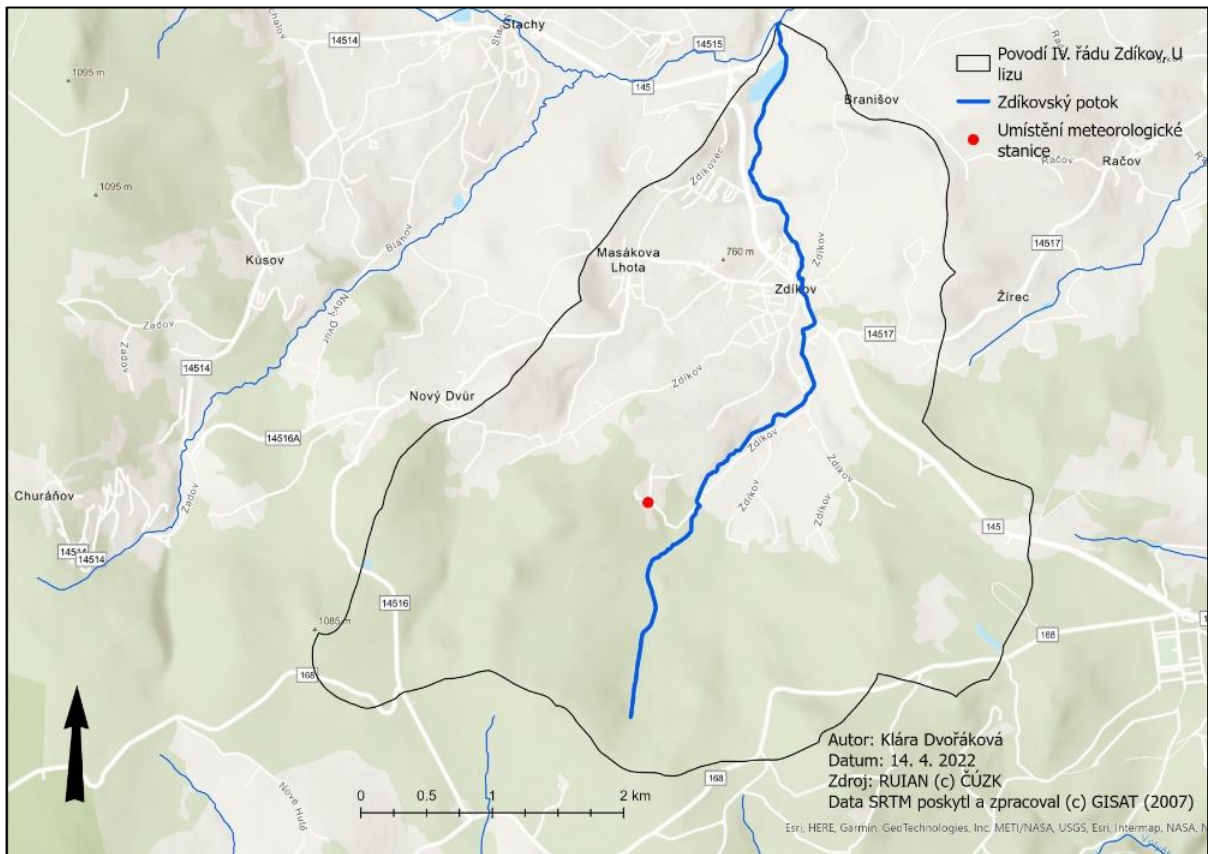 Stachy
14514
14515
Povodí IV. řádu Zdíkov, U
lizu
Zdíkovský potok
Umístění meteorologické
stanice
1095 m
145
Branišov
Račov
Račov
Zdíkovec
1095 m
Bláhov
Kůsov
Masákova
Lhota
760 m
Zdíkov
14517
Zdíkov
Žírec
Nový Dvůr
Zadov
Zadov
14514
14517
Zdíkov
Nový Dvůr
14516A
Zdíkov
Zdíkov
Churáňov
Zadov
Zdíkov
Zdíkov
145
14514
14516
1085 m
168
168
Autor: Klára Dvořáková
Datum: 14. 4. 2022
Zdroj: RUIAN (c) ČÚZK
Data SRTM poskytl a zpracoval (c) GISAT (2007)
168
Nové Hutě
0 0.5 1 2 km
Esri, HERE, Garmin, GeoTechnologies, Inc, METI/NASA, USGS, Esri, Intermap, NASA, N